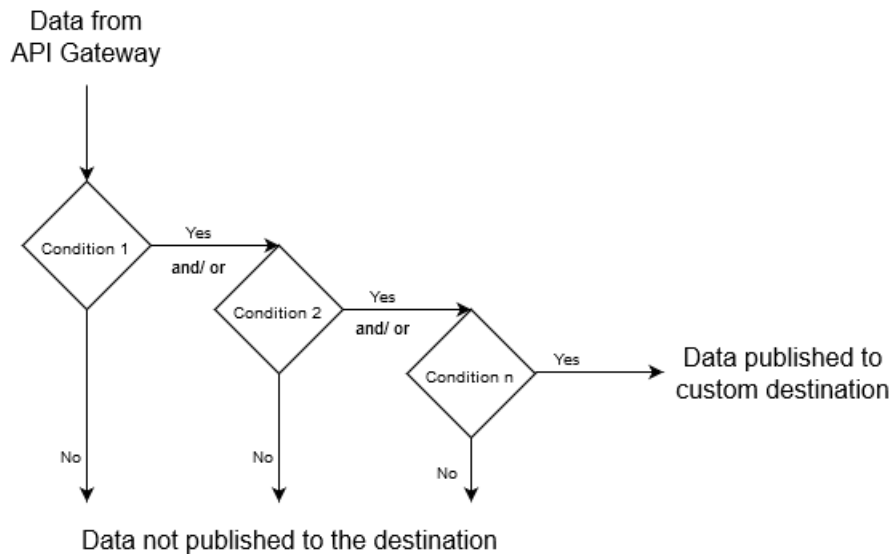 Data from
API Gateway
Condition 1
Yes
and/ or
Condition 2
Yes
and/ or
Condition n
Yes
Data published to
custom destination
No
No
No
Data not published to the destination